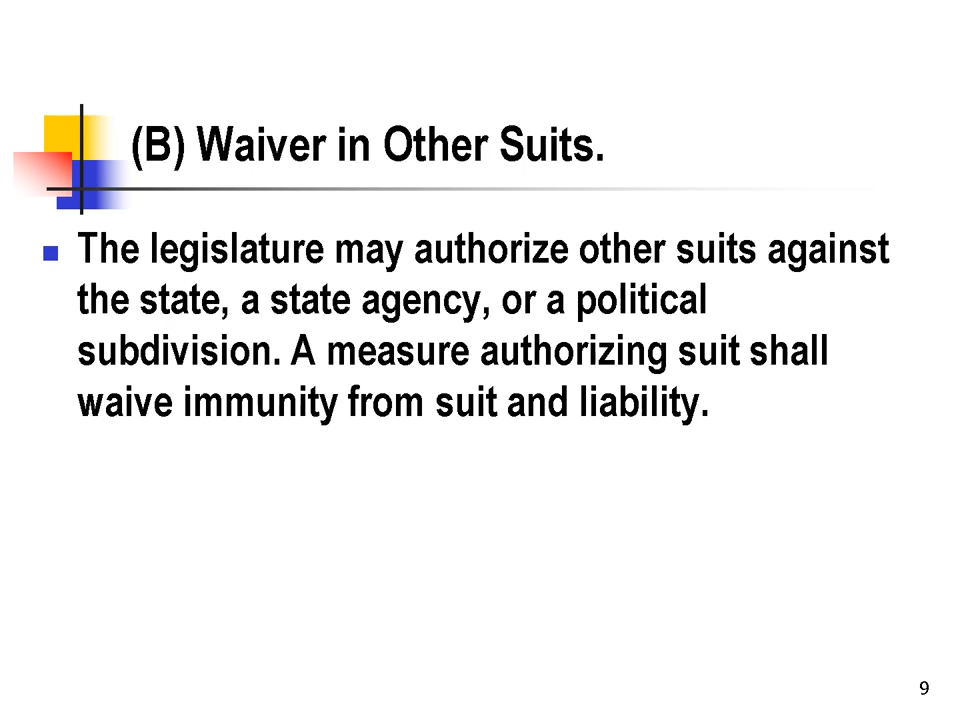 (B) Waiver in Other Suits.
The legislature may authorize other suits against
the state, a state agency, or a political
subdivision. A measure authorizing suit shall
waive immunity from suit and liability.
9